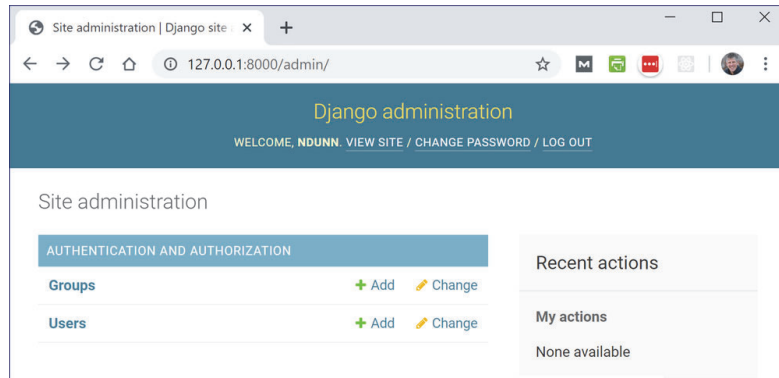 Site administration | Django site
127.0.0.1:8000/admin/
Django administration
WELCOME, NDUNN. VIEW SITE / CHANGE PASSWORD / LOG OUT
Site administration
AUTHENTICATION AND AUTHORIZATION
Groups + Add Change
Users + Add Change
Recent actions
My actions
None available